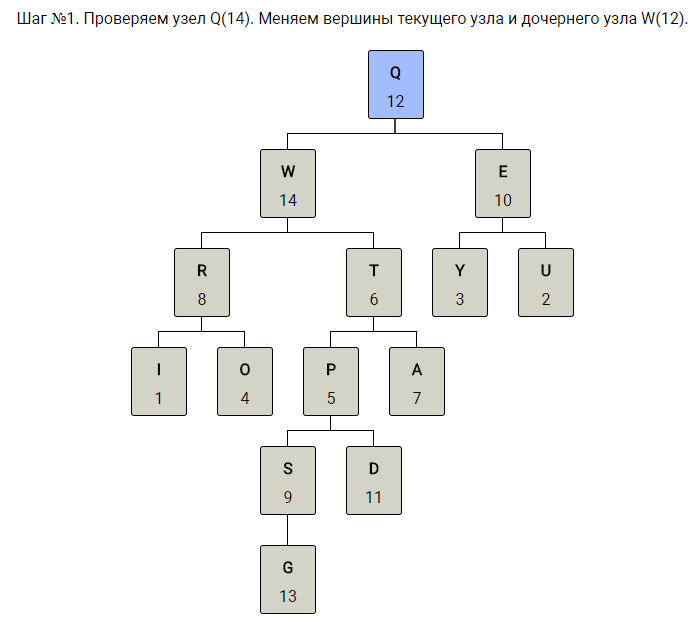 Шаг №1. Проверяем узел Q(14). Меняем вершины текущего узла и дочернего узла W(12).
Q
12
W
14
E
10
R
8
T
6
Y
3
U
2
I
1
O
4
P
5
A
7
S
9
D
11
G
13